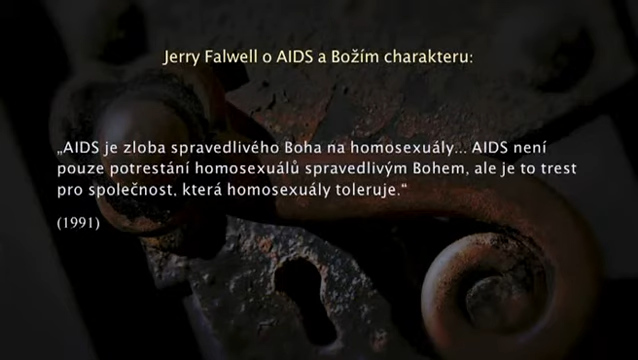 Jerry Falwell o AIDS a Božím charakteru:
„AIDS je zloba spravedlivého Boha na homosexuály... AIDS není
pouze potrestání homosexuálů spravedlivým Bohem, ale je to trest
pro společnost, která homosexuály toleruje.“
(1991)